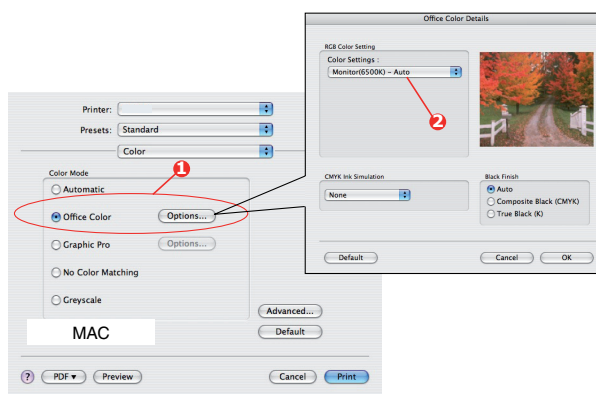 Office Color Details
RGB Color Setting
Color Settings :
Monitor(6500K) - Auto
2
CMYK Ink Simulation
None
Black Finish
Auto
Composite Black (CMYK)
True Black (K)
Default
Cancel
OK
Printer:
Presets: Standard
Color
1
Color Mode
Automatic
Office Color
Options...
Graphic Pro
Options...
No Color Matching
Greyscale
Advanced...
MAC
Default
?
PDF ▾
Preview
Cancel
Print